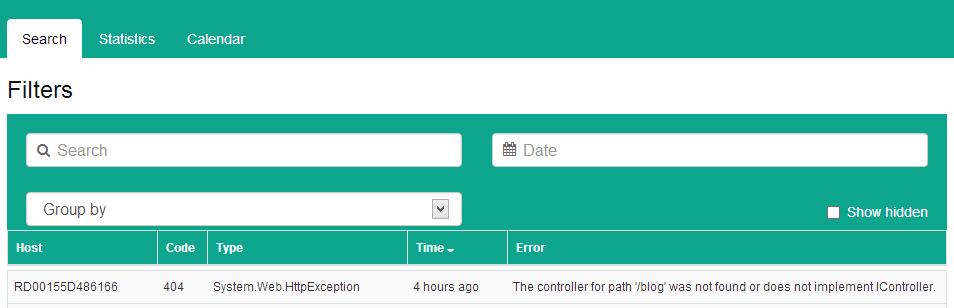 Search Statistics Calendar
Filters
Search Date
Group by Show hidden
Host Code Type Time Error
RD00155D486166 404 System.Web.HttpException 4 hours ago The controller for path '/blog' was not found or does not implement IController.